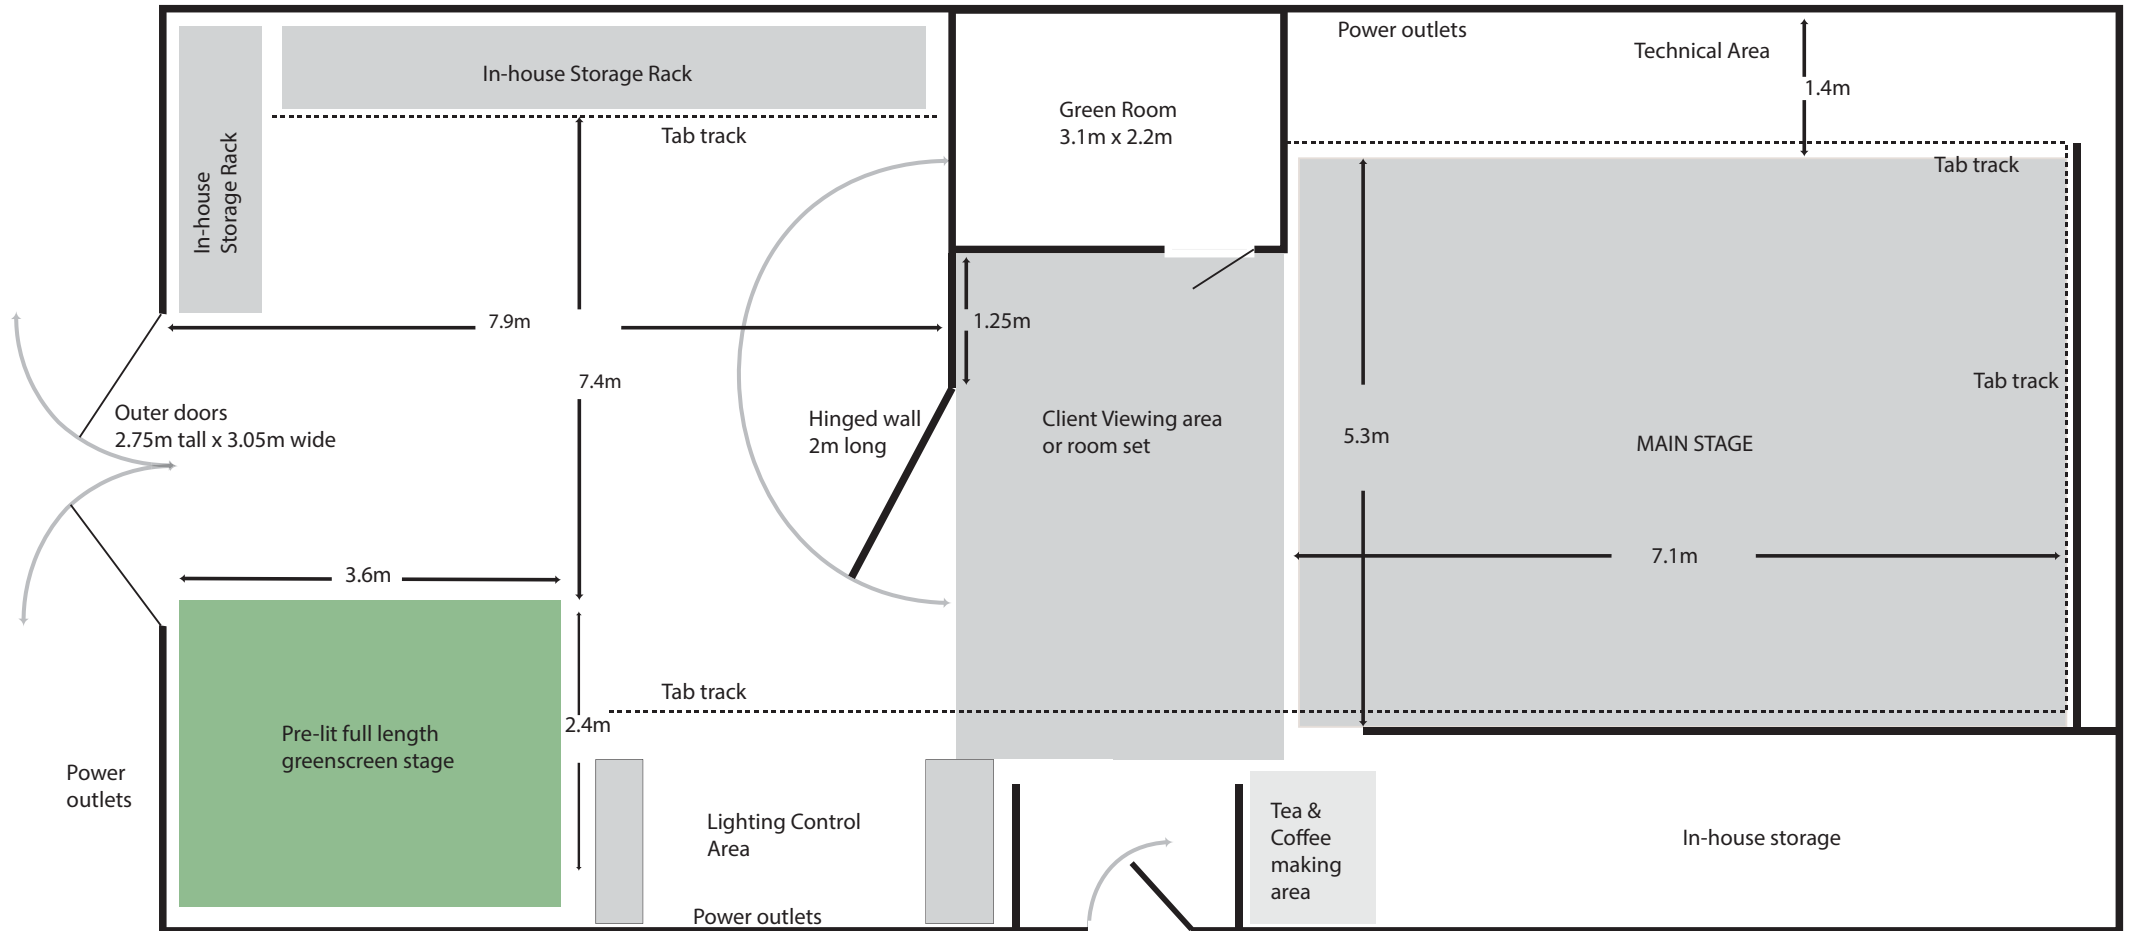 Power outlets
Technical Area
In-house Storage Rack
1.4m
Green Room
3.1m x 2.2m
Tab track
In-house
Storage Rack
Tab track
7.9m
1.25m
7.4m
Tab track
Outer doors
2.75m tall x 3.05m wide
Hinged wall
2m long
Client Viewing area
or room set
5.3m
MAIN STAGE
7.1m
3.6m
Tab track
2.4m
Pre-lit full length
greenscreen stage
Power
outlets
Lighting Control
Area
Tea &
Coffee
making
area
In-house storage
Power outlets